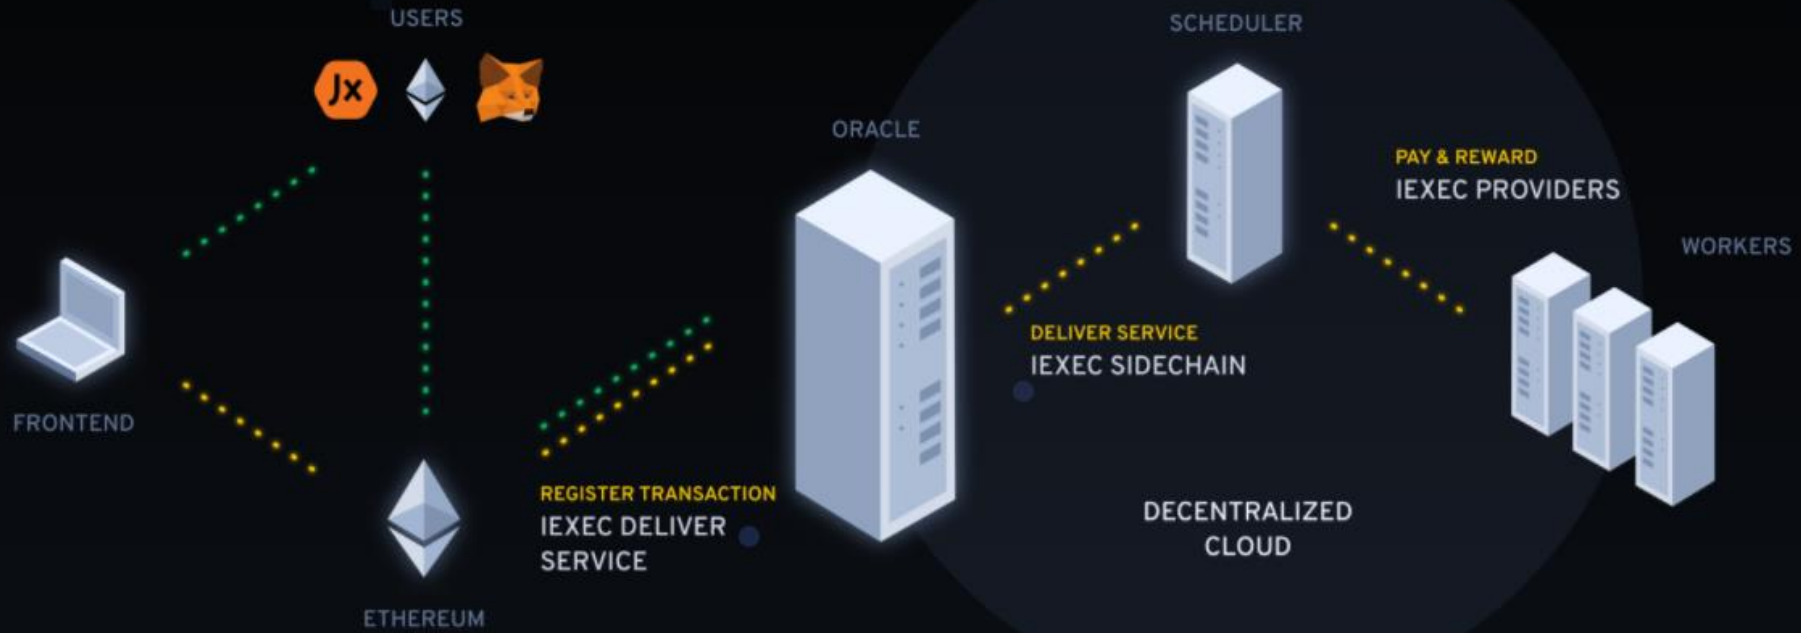 USERS
Jx
SCHEDULER
ORACLE
PAY & REWARD
IEXEC PROVIDERS
WORKERS
DELIVER SERVICE
IEXEC SIDECHAIN
FRONTEND
REGISTER TRANSACTION
IEXEC DELIVER
SERVICE
DECENTRALIZED
CLOUD
ETHEREUM